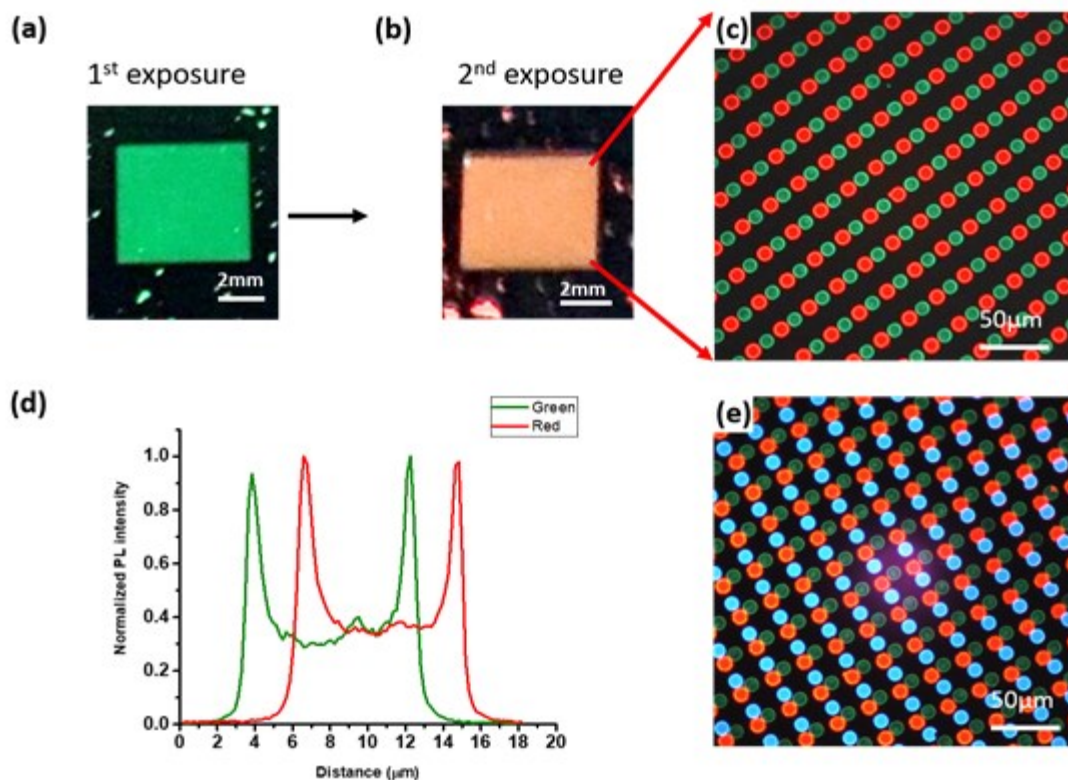 (a)
1st exposure
2mm
(b)
2nd exposure
2mm
(c)
50μm
(d)
Green
Red
Normalized PL intensity
1.0
0.8
0.6
0.4
0.2
0.0
0 2 4 6 8 10 12 14 16 18 20
Distance (μm)
(e)
50μm